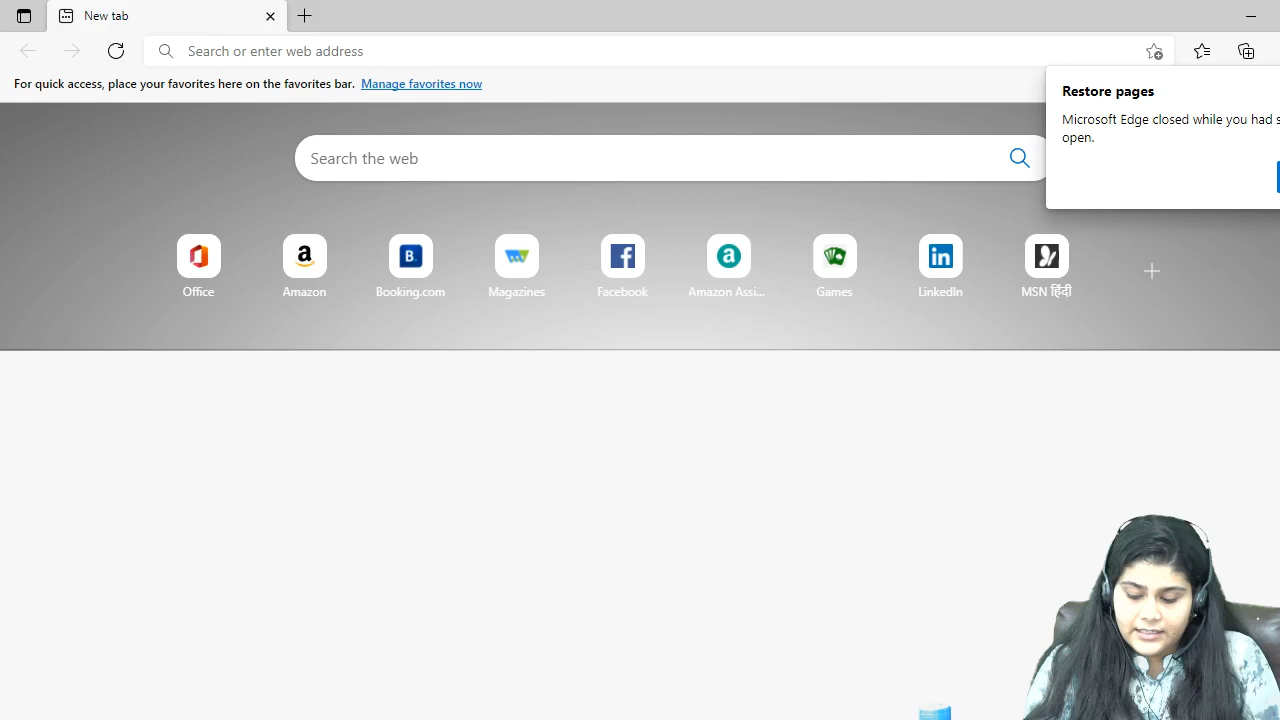 New tab
Search or enter web address
For quick access, place your favorites here on the favorites bar. Manage favorites now
Restore pages
Microsoft Edge closed while you had s
open.
Search the web
Office
Amazon
Booking.com
Magazines
Facebook
Amazon Assi...
Games
LinkedIn
MSN हिंदी